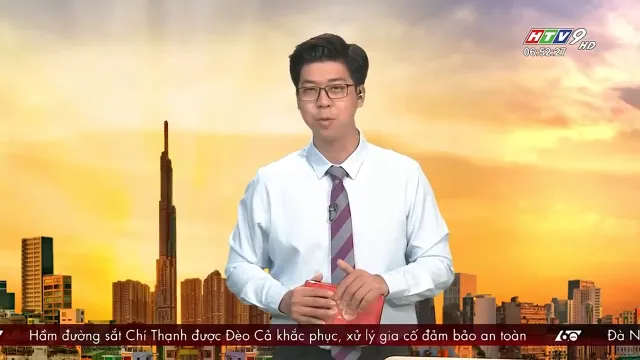 HTV9 HD
06:52:27
Hầm đường sắt Chí Thạnh được Đèo Cả khắc phục, xử lý gia cố đảm bảo an toàn
Đà N